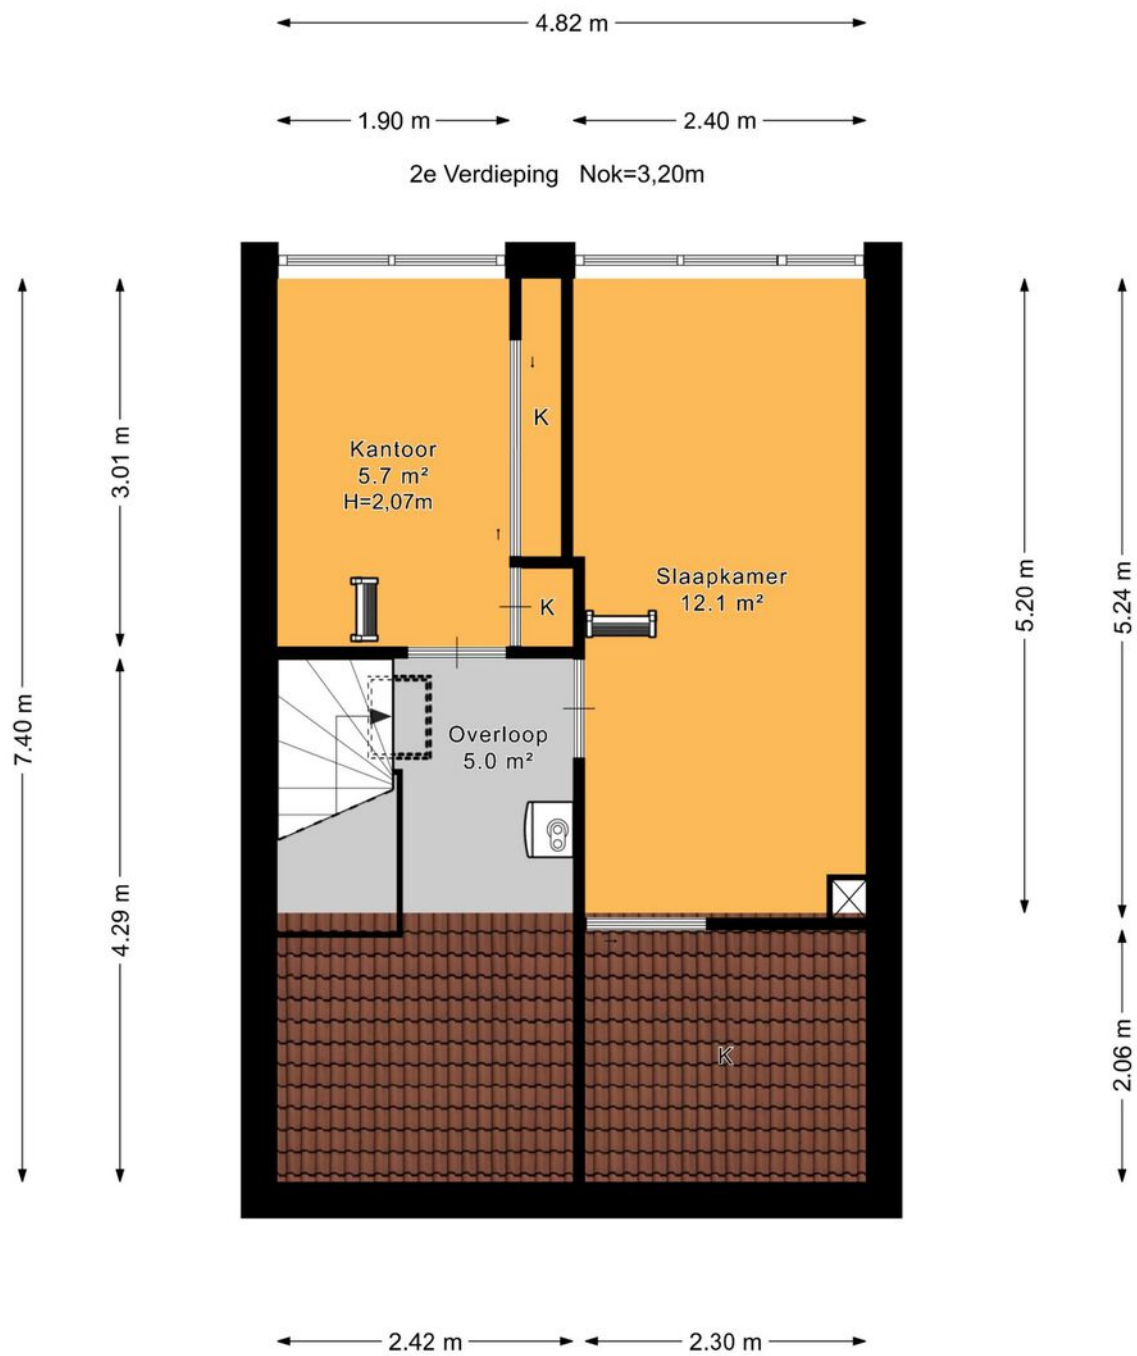 4.82 m
1.90 m
2.40 m
2e Verdieping Nok=3,20m
K
Kantoor
5.7 m²
H=2,07m
3.01 m
Slaapkamer
12.1 m²
K
5.20 m
5.24 m
7.40 m
Overloop
5.0 m²
4.29 m
K
2.06 m
2.42 m
2.30 m